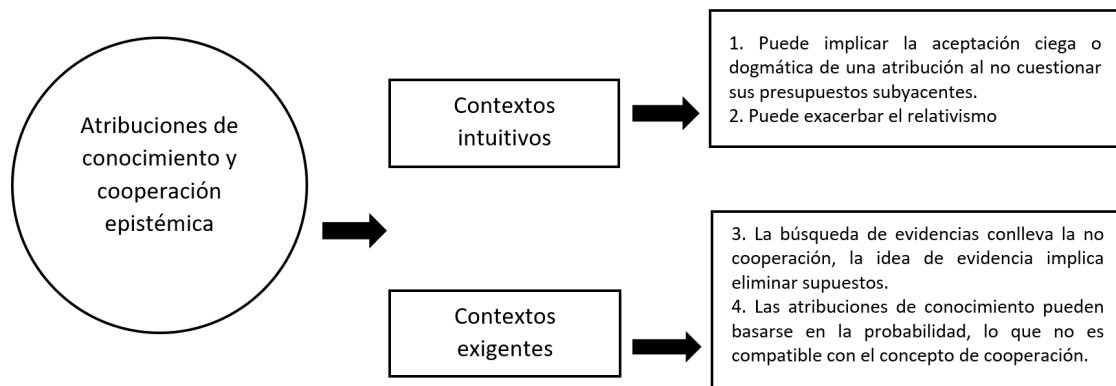 Atribuciones de
conocimiento y
cooperación
epistémica
Contextos
intuitivos
1. Puede implicar la aceptación ciega o
dogmática de una atribución al no cuestionar
sus presupuestos subyacentes.
2. Puede exacerbar el relativismo
Contextos
exigentes
3. La búsqueda de evidencias conlleva la no
cooperación, la idea de evidencia implica
eliminar supuestos.
4. Las atribuciones de conocimiento pueden
basarse en la probabilidad, lo que no es
compatible con el concepto de cooperación.